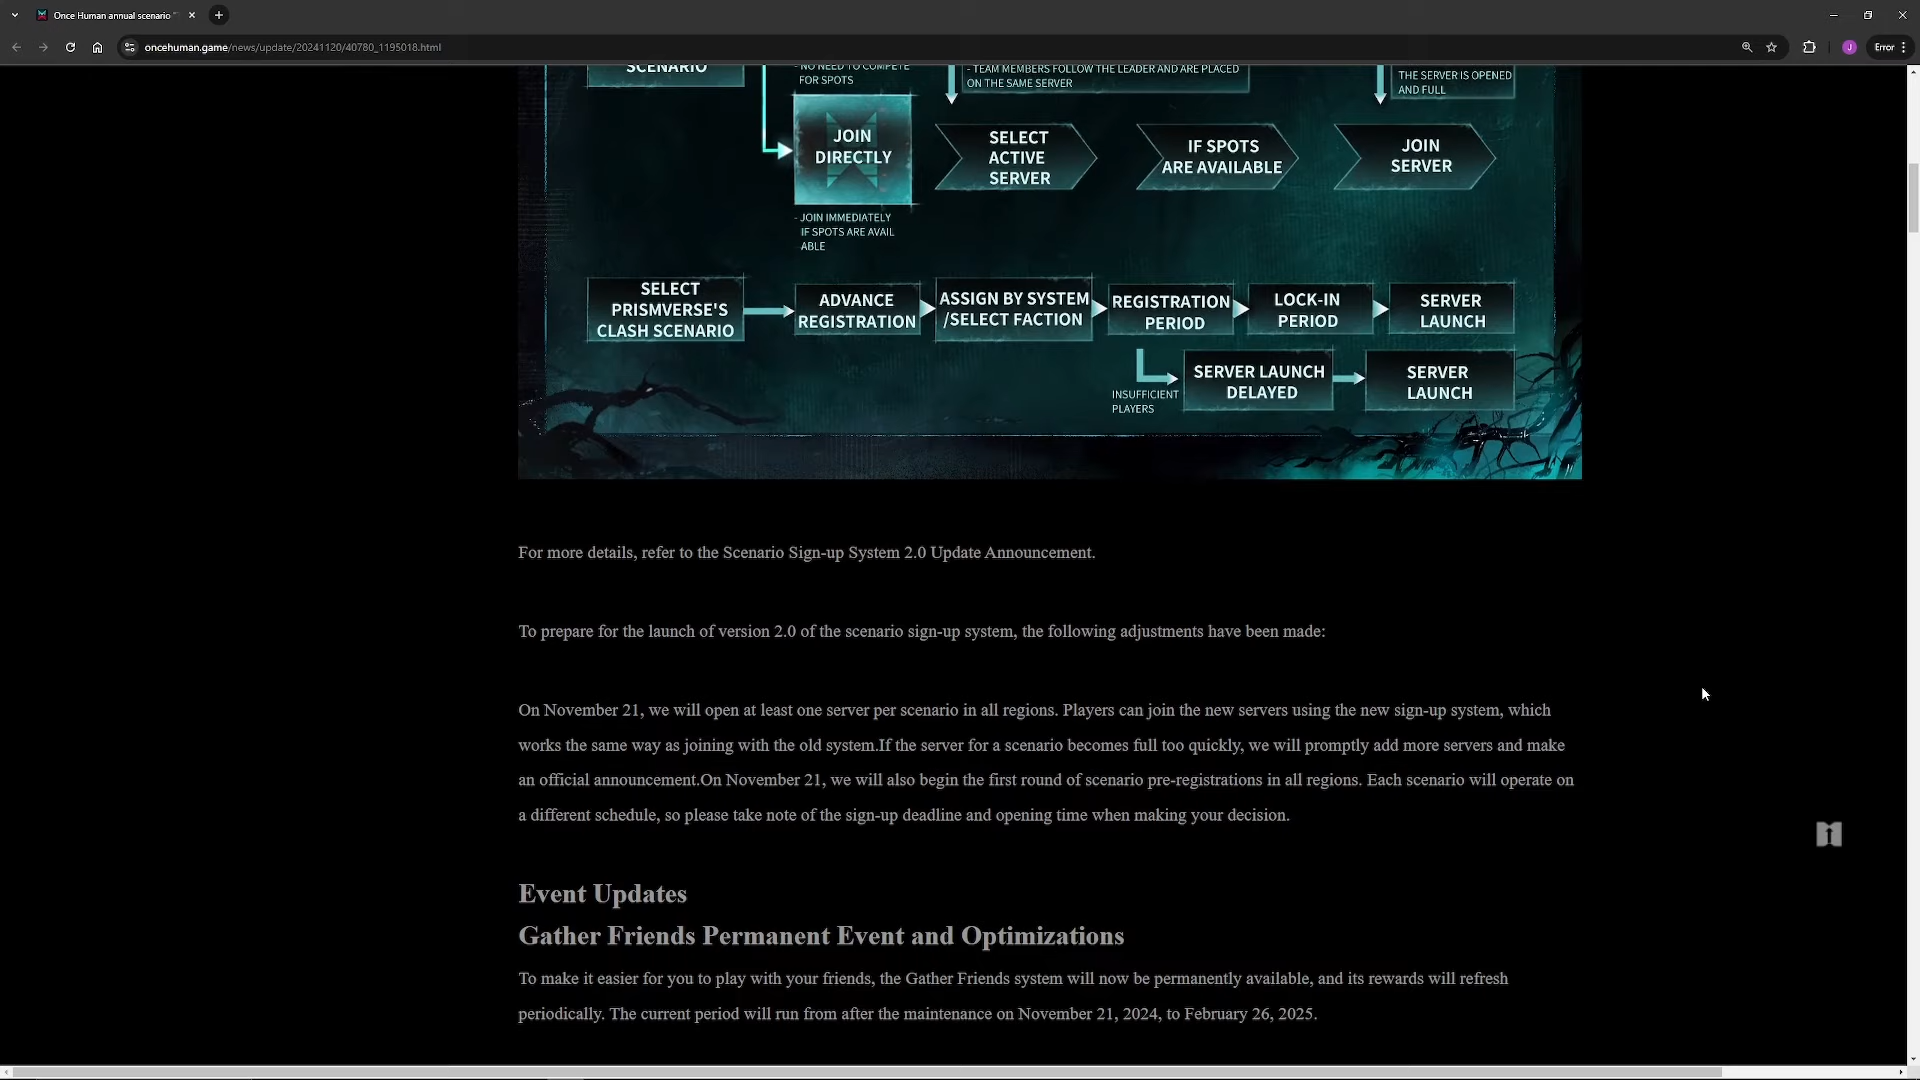 Once Human annual scenario
oncehuman.game/news/update/20241120/40780_1195018.html
Error
SCENARIO
- NO NEED TO COMPETE
FOR SPOTS
- TEAM MEMBERS FOLLOW THE LEADER AND ARE PLACED
ON THE SAME SERVER
THE SERVER IS OPENED
AND FULL
JOIN
DIRECTLY
SELECT
ACTIVE
SERVER
IF SPOTS
ARE AVAILABLE
JOIN
SERVER
- JOIN IMMEDIATELY
IF SPOTS ARE AVAIL
ABLE
SELECT
PRISMVERSE'S
CLASH SCENARIO
ADVANCE
REGISTRATION
ASSIGN BY SYSTEM
/SELECT FACTION
REGISTRATION
PERIOD
LOCK-IN
PERIOD
SERVER
LAUNCH
INSUFFICIENT
PLAYERS
SERVER LAUNCH
DELAYED
SERVER
LAUNCH
For more details, refer to the Scenario Sign-up System 2.0 Update Announcement.
To prepare for the launch of version 2.0 of the scenario sign-up system, the following adjustments have been made:
On November 21, we will open at least one server per scenario in all regions. Players can join the new servers using the new sign-up system, which
works the same way as joining with the old system.If the server for a scenario becomes full too quickly, we will promptly add more servers and make
an official announcement.On November 21, we will also begin the first round of scenario pre-registrations in all regions. Each scenario will operate on
a different schedule, so please take note of the sign-up deadline and opening time when making your decision.
Event Updates
Gather Friends Permanent Event and Optimizations
To make it easier for you to play with your friends, the Gather Friends system will now be permanently available, and its rewards will refresh
periodically. The current period will run from after the maintenance on November 21, 2024, to February 26, 2025.